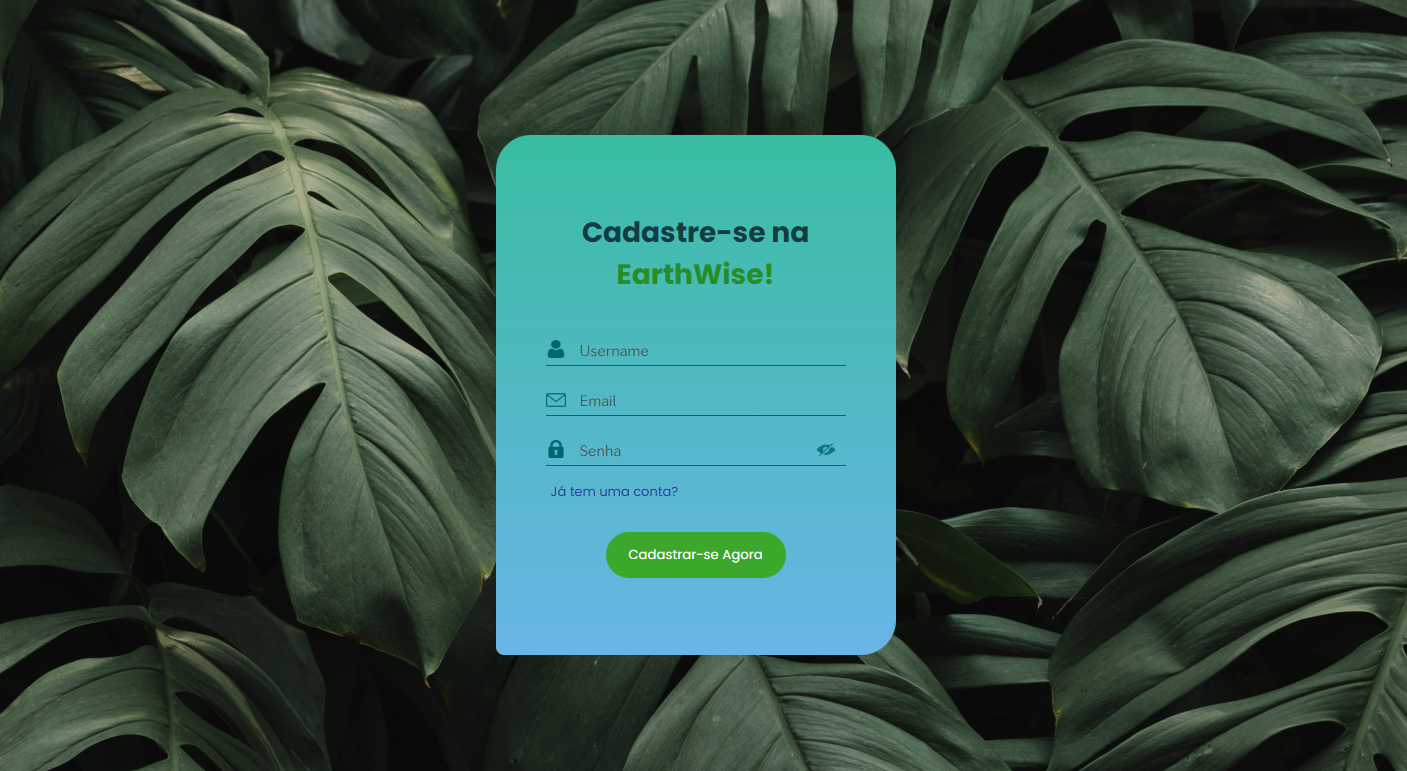 Cadastre-se na
EarthWise!
Username
Email
Senha
Já tem uma conta?
Cadastrar-se Agora